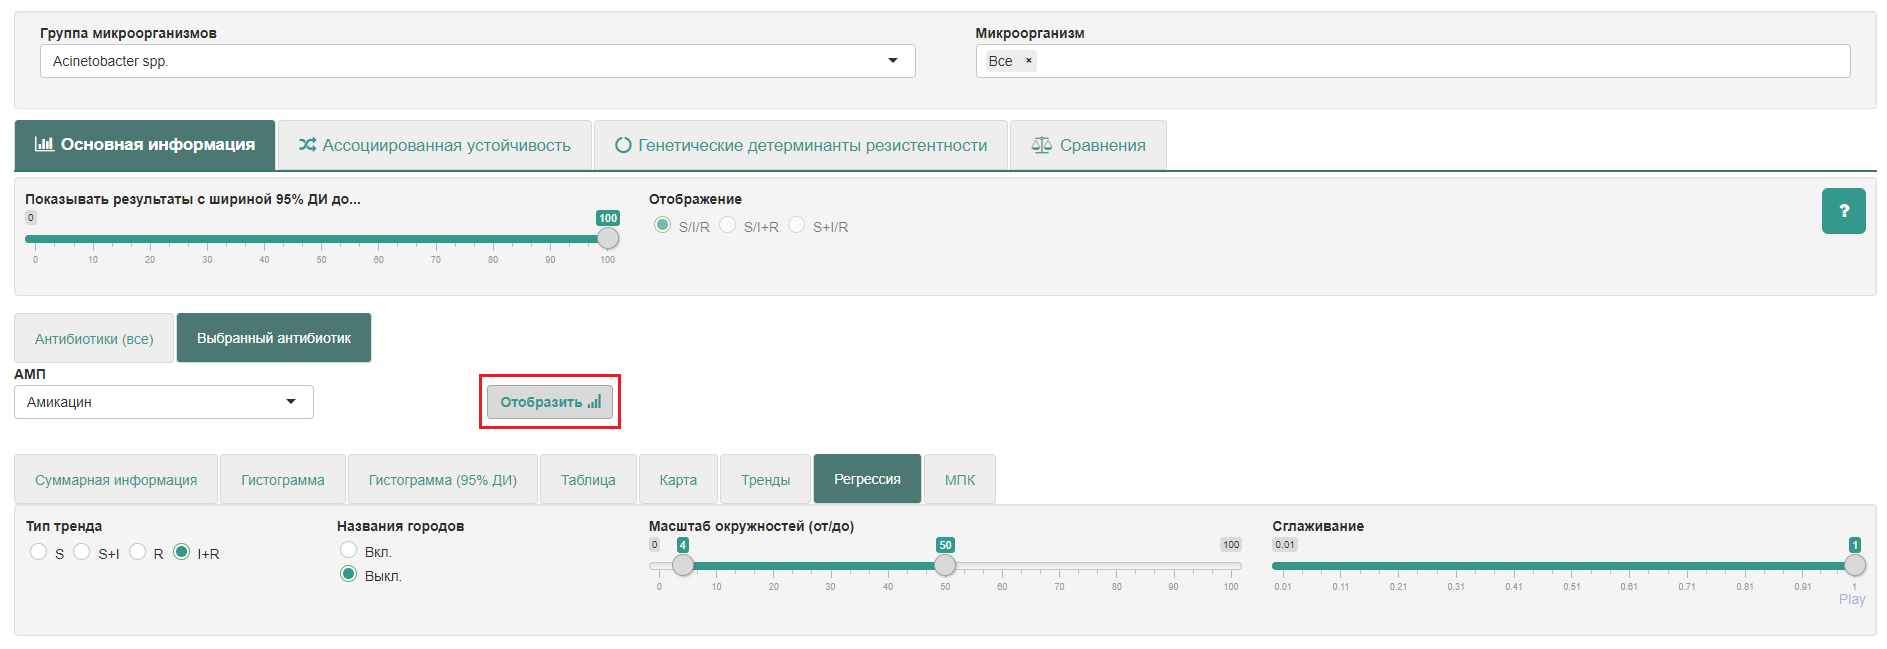 Группа микроорганизмов
Микроорганизм
Acinetobacter spp.
Все ×
Основная информация
Ассоциированная устойчивость
Генетические детерминанты резистентности
Сравнения
Показывать результаты с шириной 95% ДИ до...
Отображение
0 100
S/I/R S/I+R S+I/R
?
0 10 20 30 40 50 60 70 80 90 100
Антибиотики (все)
Выбранный антибиотик
АМП
Амикацин
Отобразить
Суммарная информация
Гистограмма
Гистограмма (95% ДИ)
Таблица
Карта
Тренды
Регрессия
МПК
Тип тренда
Названия городов
Масштаб окружностей (от/до)
Сглаживание
S S+I R I+R
Вкл.
Выкл.
0 4 50 100
0 10 20 30 40 50 60 70 80 90 100
0.01 1
0.01 0.11 0.21 0.31 0.41 0.51 0.61 0.71 0.81 0.91 1
Play